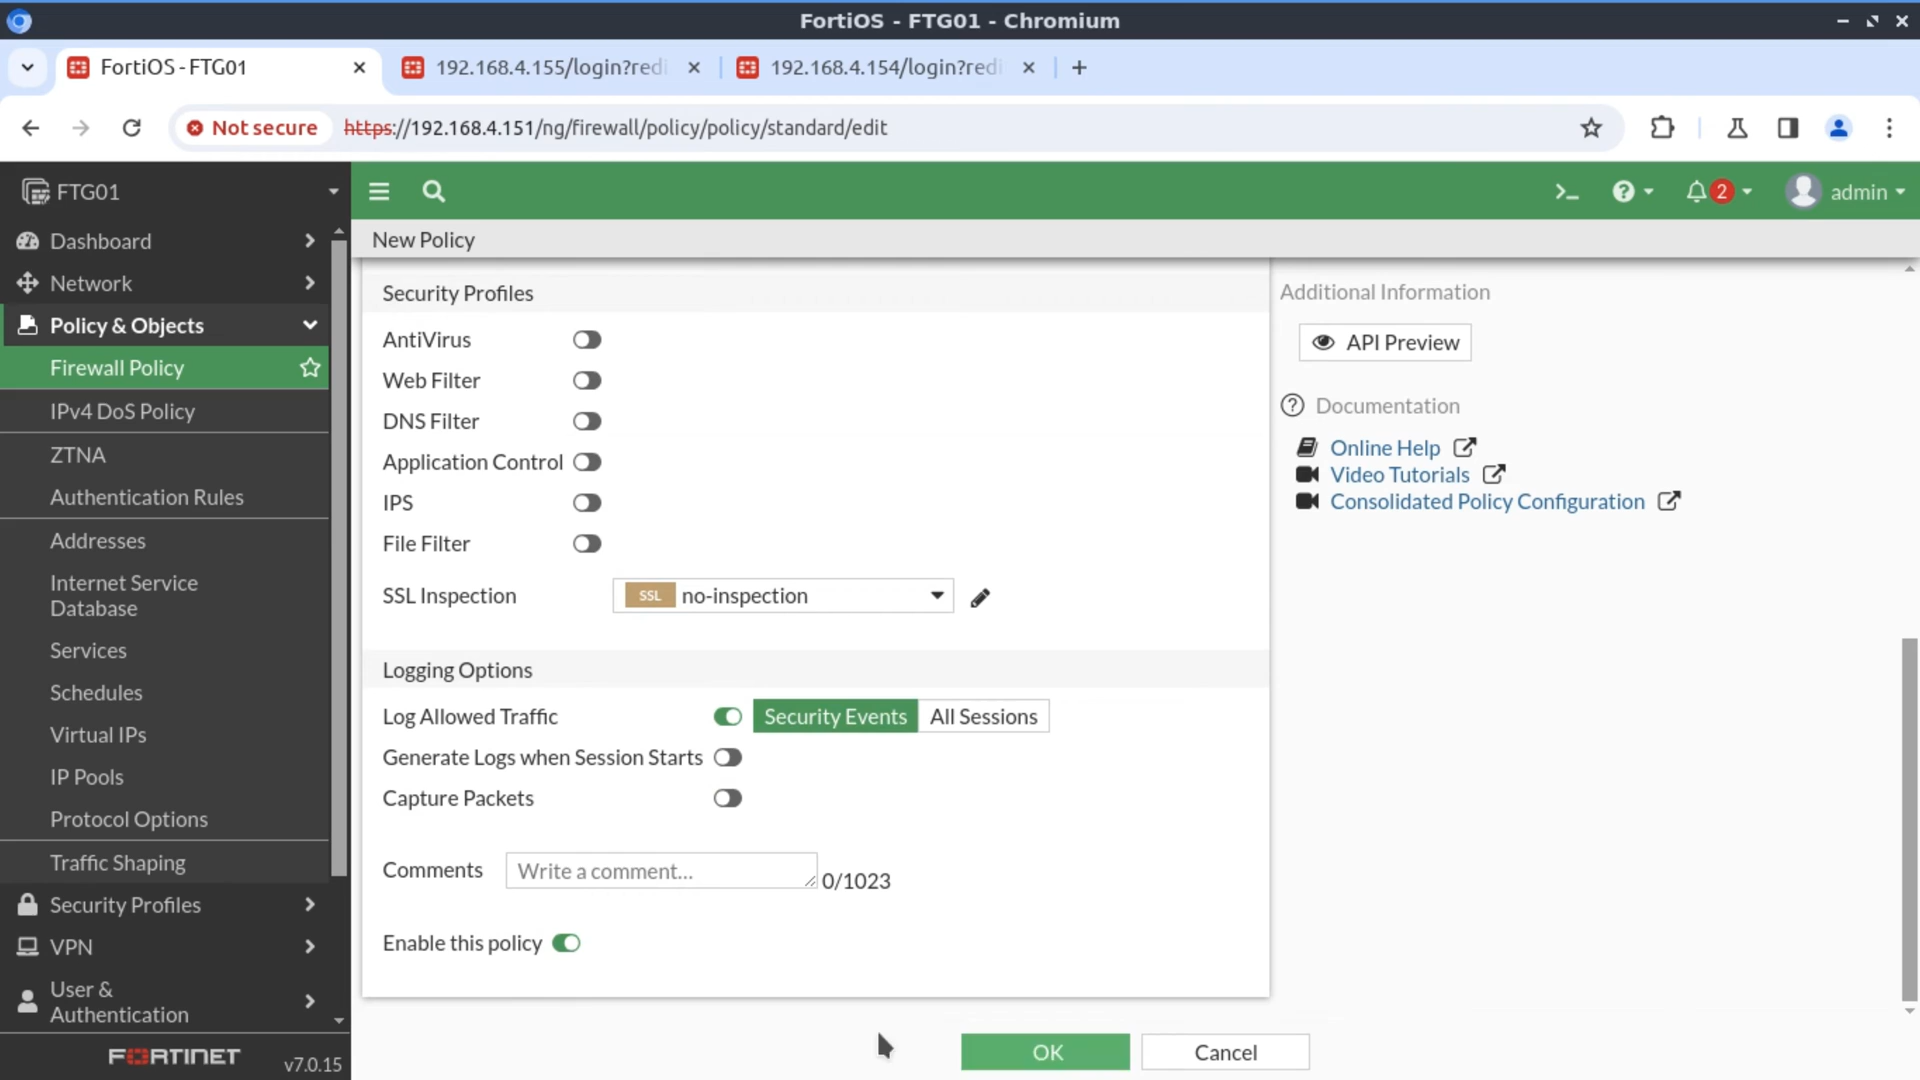 FortiOS - FTG01 - Chromium
FortiOS - FTG01
192.168.4.155/login?redi
192.168.4.154/login?redi
Not secure
https://192.168.4.151/ng/firewall/policy/policy/standard/edit
FTG01
2
admin
Dashboard
Network
Policy & Objects
Firewall Policy
IPv4 DoS Policy
ZTNA
Authentication Rules
Addresses
Internet Service
Database
Services
Schedules
Virtual IPs
IP Pools
Protocol Options
Traffic Shaping
Security Profiles
VPN
User &
Authentication
FORTINET
v7.0.15
New Policy
Security Profiles
AntiVirus
Web Filter
DNS Filter
Application Control
IPS
File Filter
SSL Inspection
SSL no-inspection
Logging Options
Log Allowed Traffic Security Events All Sessions
Generate Logs when Session Starts
Capture Packets
Comments Write a comment... 0/1023
Enable this policy
OK Cancel
Additional Information
API Preview
Documentation
Online Help
Video Tutorials
Consolidated Policy Configuration